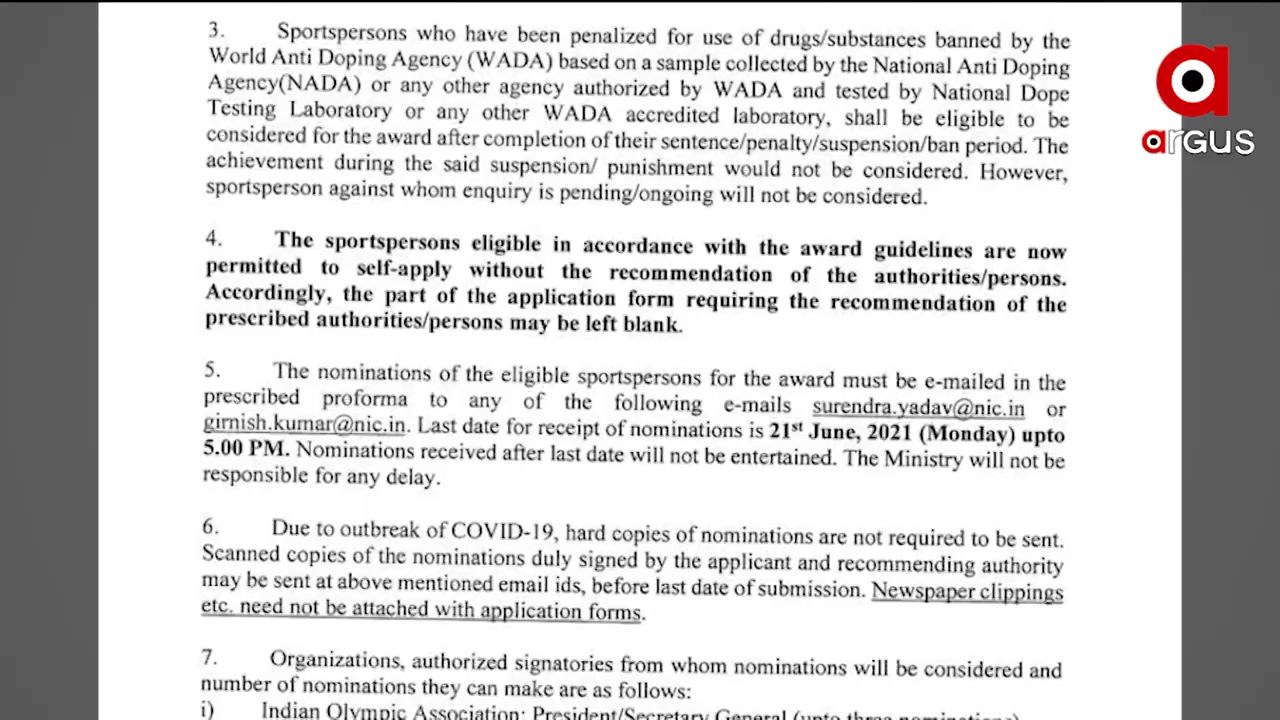 3. Sportspersons who have been penalized for use of drugs/substances banned by the
World Anti Doping Agency (WADA) based on a sample collected by the National Anti Doping
Agency(NADA) or any other agency authorized by WADA and tested by National Dope
Testing Laboratory or any other WADA accredited laboratory, shall be eligible to be
considered for the award after completion of their sentence/penalty/suspension/ban period. The
achievement during the said suspension/ punishment would not be considered. However,
sportsperson against whom enquiry is pending/ongoing will not be considered.
4. The sportspersons eligible in accordance with the award guidelines are now
permitted to self-apply without the recommendation of the authorities/persons.
Accordingly, the part of the application form requiring the recommendation of the
prescribed authorities/persons may be left blank.
5. The nominations of the eligible sportspersons for the award must be e-mailed in the
prescribed proforma to any of the following e-mails surendra.yadav@nic.in or
girnish.kumar@nic.in. Last date for receipt of nominations is 21st June, 2021 (Monday) upto
5.00 PM. Nominations received after last date will not be entertained. The Ministry will not be
responsible for any delay.
6. Due to outbreak of COVID-19, hard copies of nominations are not required to be sent.
Scanned copies of the nominations duly signed by the applicant and recommending authority
may be sent at above mentioned email ids, before last date of submission. Newspaper clippings
etc. need not be attached with application forms.
7. Organizations, authorized signatories from whom nominations will be considered and
number of nominations they can make are as follows:
i) Indian Olympic Association: President/Secretary General (upto three nominations)
argus